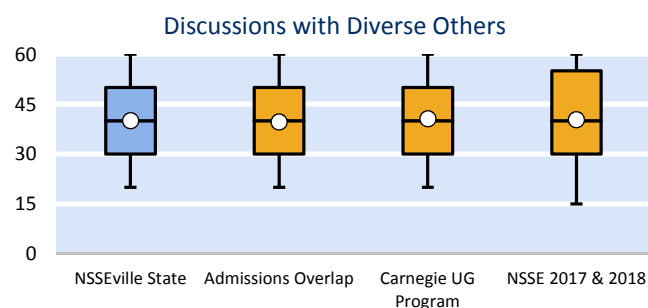 Discussions with Diverse Others
60
45
30
15
0
NSSEville State
Admissions Overlap
Carnegie UG
Program
NSSE 2017 & 2018